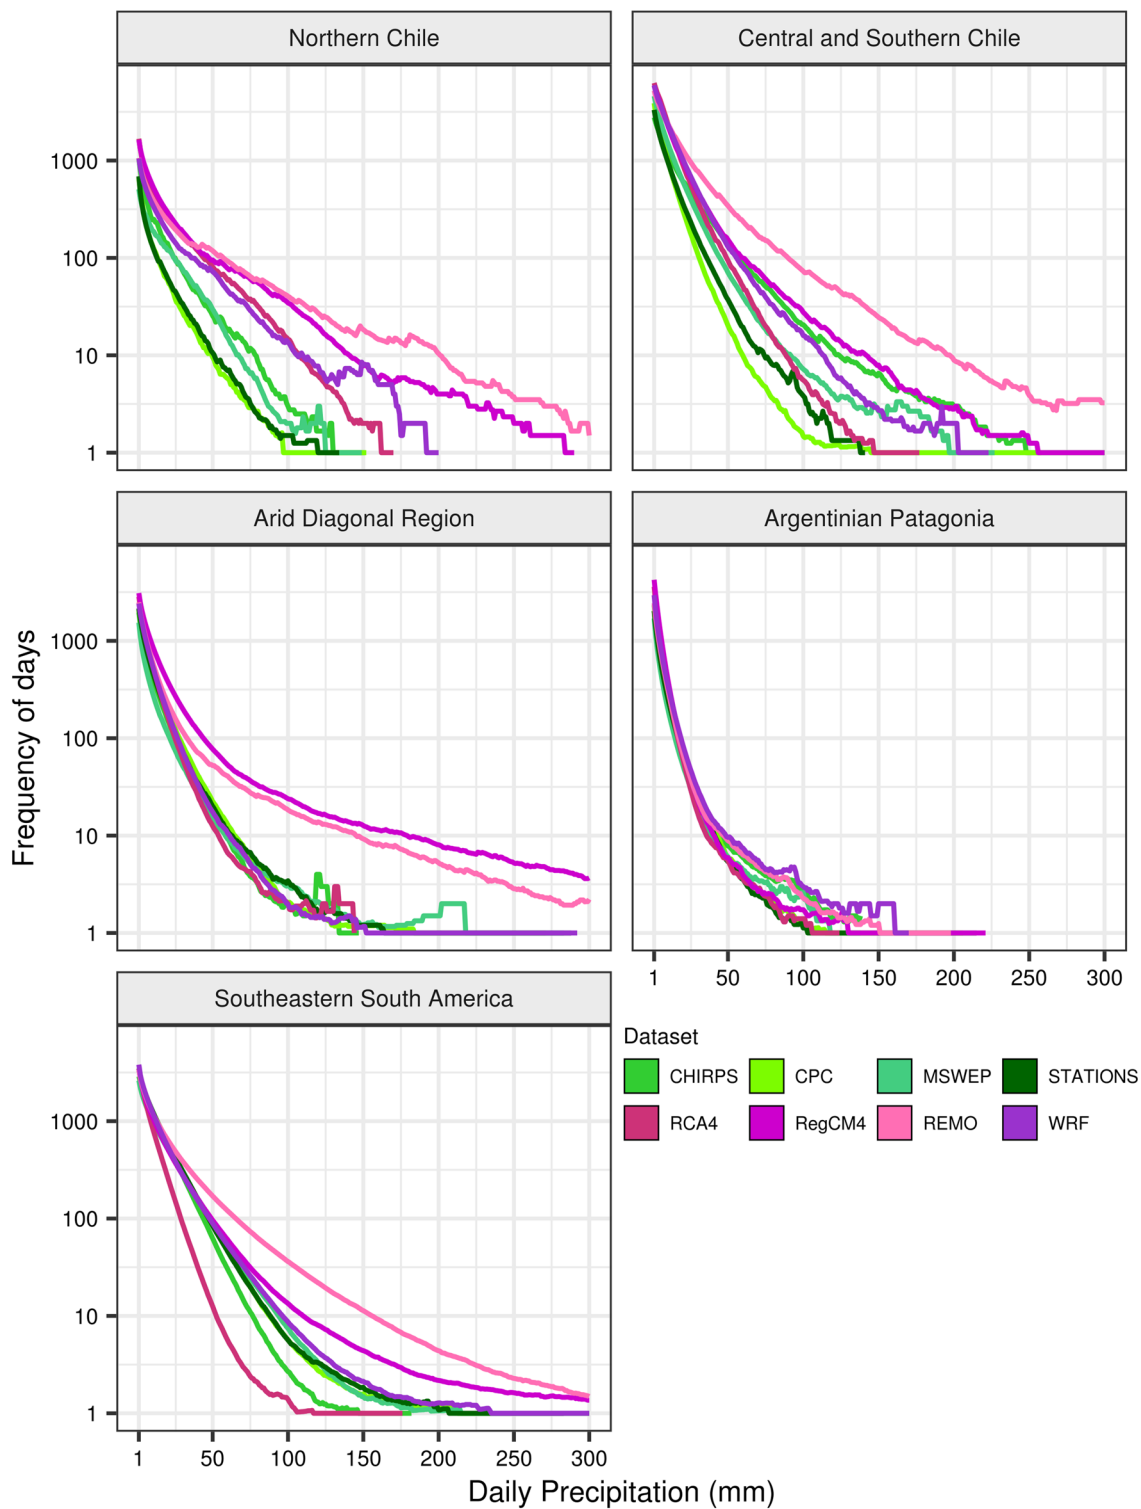 Northern Chile
Central and Southern Chile
1000
100
10
1
Arid Diagonal Region
Argentinian Patagonia
Frequency of days
1000
100
10
1
1 50 100 150 200 250 300
Southeastern South America
Dataset
CHIRPS CPC MSWEP STATIONS
RCA4 RegCM4 REMO WRF
1000
100
10
1
1 50 100 150 200 250 300
Daily Precipitation (mm)